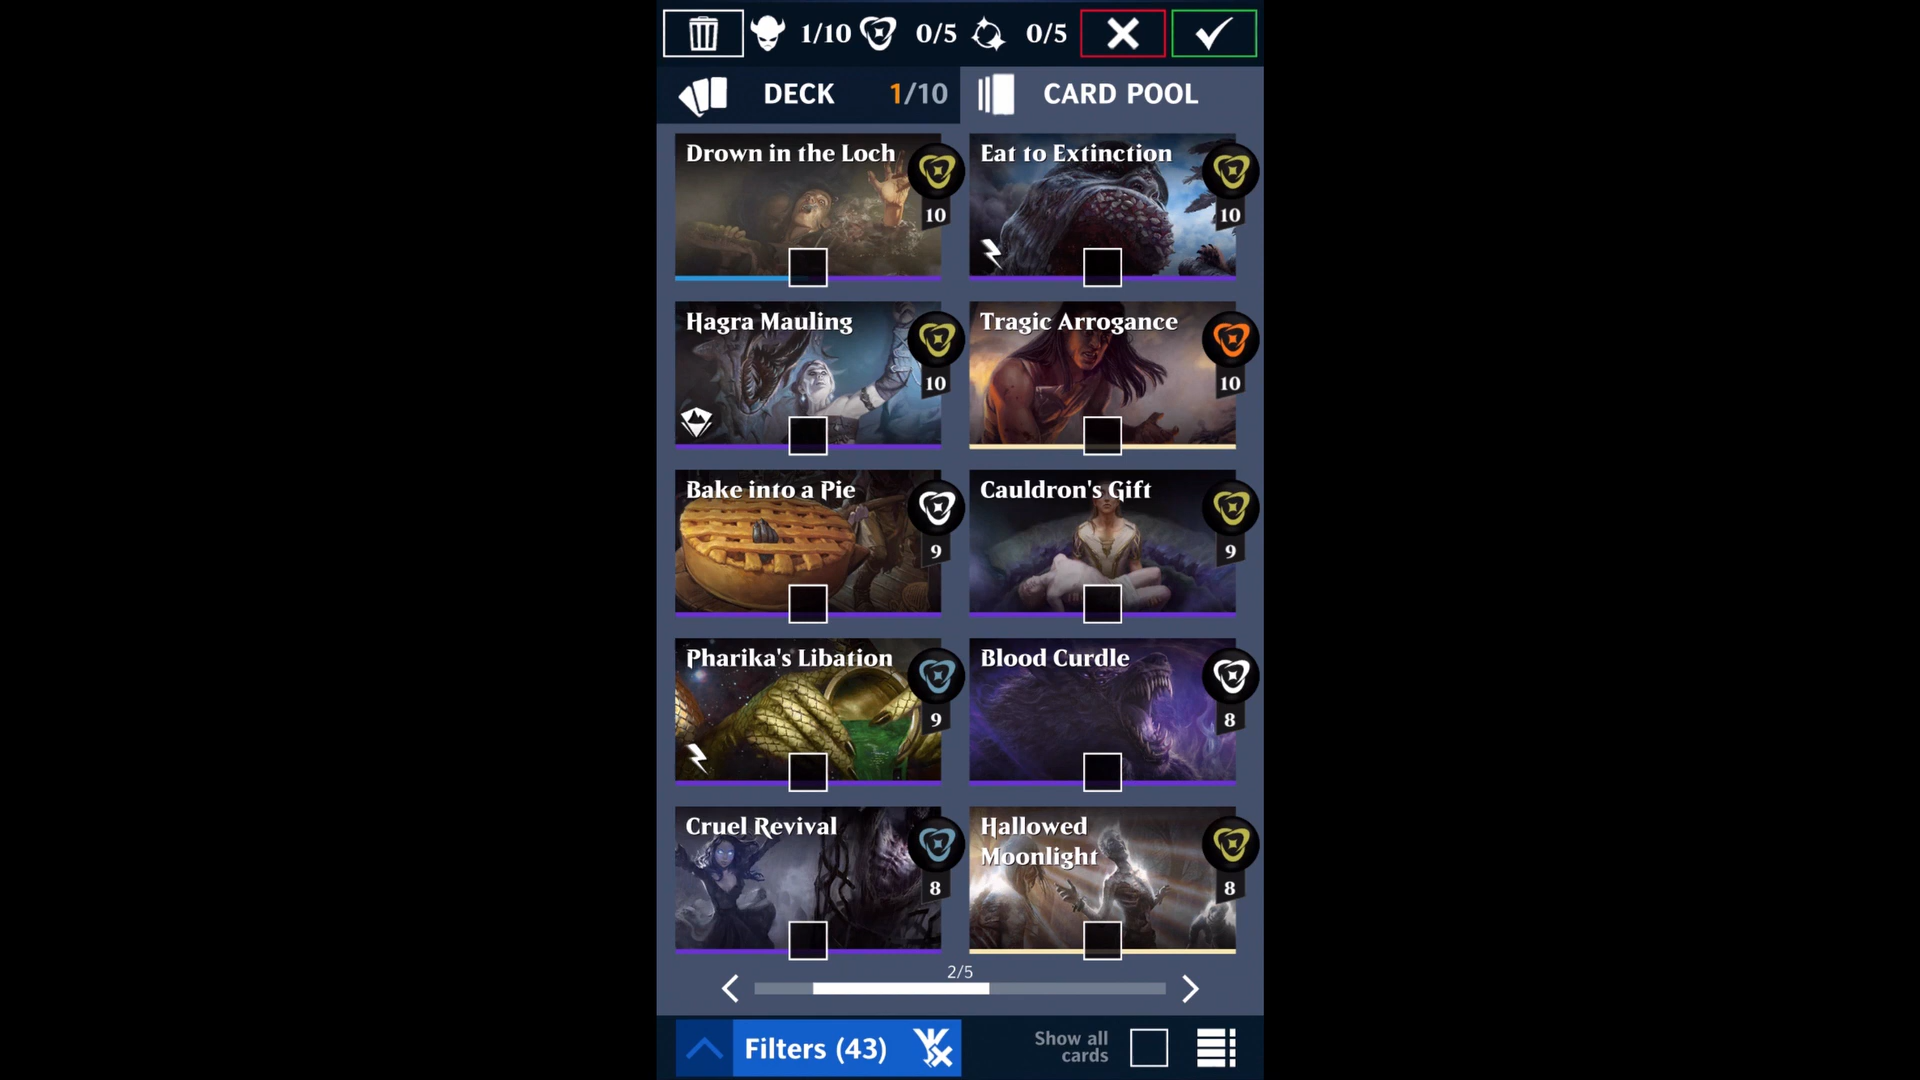 1/10 0/5 0/5
DECK 1/10 CARD POOL
Drown in the Loch
10
Eat to Extinction
10
Hagra Mauling
10
Tragic Arrogance
10
Bake into a Pie
9
Cauldron's Gift
9
Pharika's Libation
9
Blood Curdle
8
Cruel Revival
8
Hallowed
Moonlight
8
2/5
Filters (43)
Show all
cards